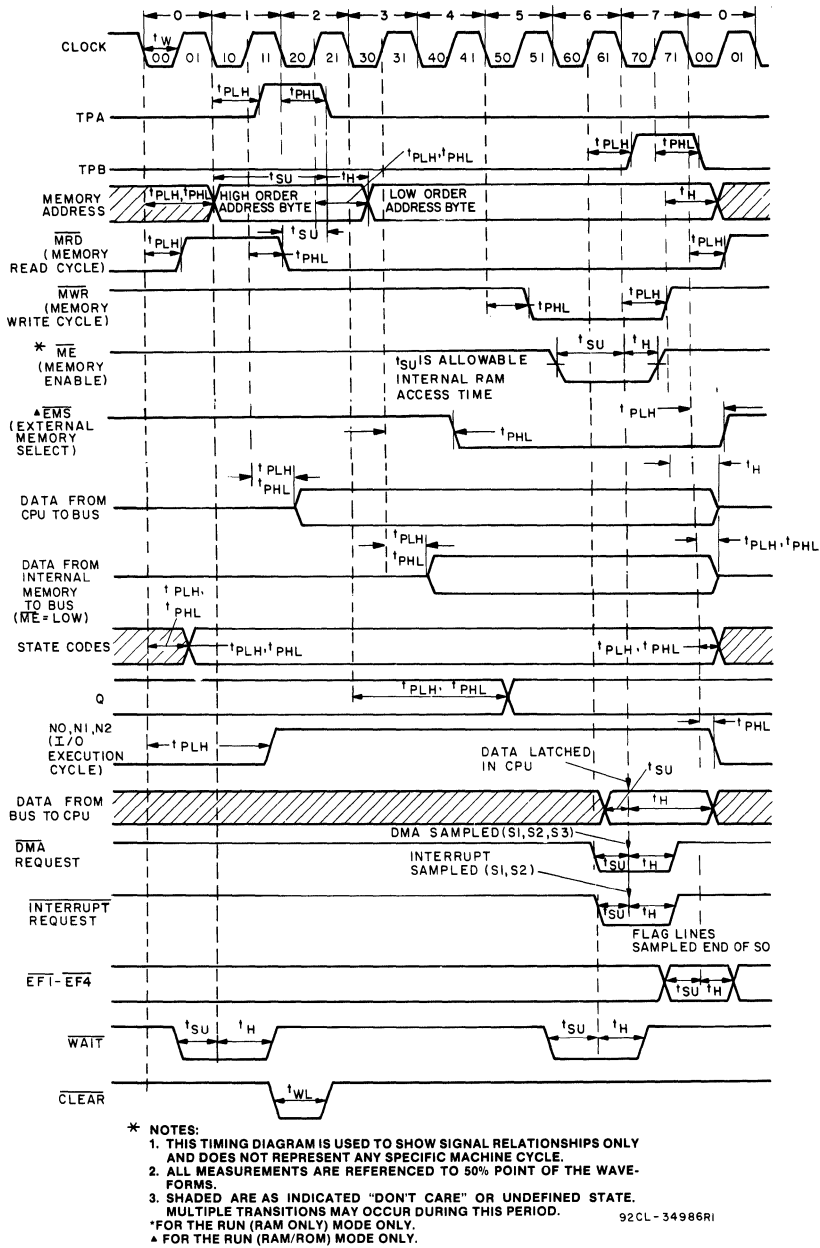 0 1 2 3 4 5 6 7 0
CLOCK
tW
00 01 10 11 20 21 30 31 40 41 50 51 60 61 70 71 00 01
tPLH tPHL
TPA
tPLH tPHL
TPB
tPLH, tPHL
tSU tH
MEMORY ADDRESS
tPLH, tPHL
HIGH ORDER ADDRESS BYTE
LOW ORDER ADDRESS BYTE
tH
tSU
MRD (MEMORY READ CYCLE)
tPLH
tPHL
tPLH
MWR (MEMORY WRITE CYCLE)
tPHL
tPLH
* ME (MEMORY ENABLE)
tSU IS ALLOWABLE INTERNAL RAM ACCESS TIME
tSU tH
▲EMS (EXTERNAL MEMORY SELECT)
tPHL
tPLH
tH
DATA FROM CPU TO BUS
tPLH
tPHL
tPLH, tPHL
DATA FROM INTERNAL MEMORY TO BUS (ME=LOW)
tPLH
tPHL
STATE CODES
tPLH, tPHL
tPLH, tPHL
tPLH, tPHL
Q
tPLH, tPHL
N0,N1,N2 (I/O EXECUTION CYCLE)
tPLH
tPHL
DATA LATCHED IN CPU
tSU
DATA FROM BUS TO CPU
tH
DMA SAMPLED (S1,S2,S3)
DMA REQUEST
tSU tH
INTERRUPT SAMPLED (S1,S2)
INTERRUPT REQUEST
tSU tH
FLAG LINES SAMPLED END OF S0
EF1-EF4
tSU tH
WAIT
tSU tH
tSU tH
CLEAR
tWL
* NOTES:
1. THIS TIMING DIAGRAM IS USED TO SHOW SIGNAL RELATIONSHIPS ONLY
AND DOES NOT REPRESENT ANY SPECIFIC MACHINE CYCLE.
2. ALL MEASUREMENTS ARE REFERENCED TO 50% POINT OF THE WAVE-
FORMS.
3. SHADED ARE AS INDICATED "DON'T CARE" OR UNDEFINED STATE.
MULTIPLE TRANSITIONS MAY OCCUR DURING THIS PERIOD.
*FOR THE RUN (RAM ONLY) MODE ONLY.
▲ FOR THE RUN (RAM/ROM) MODE ONLY.
92CL-34986R1